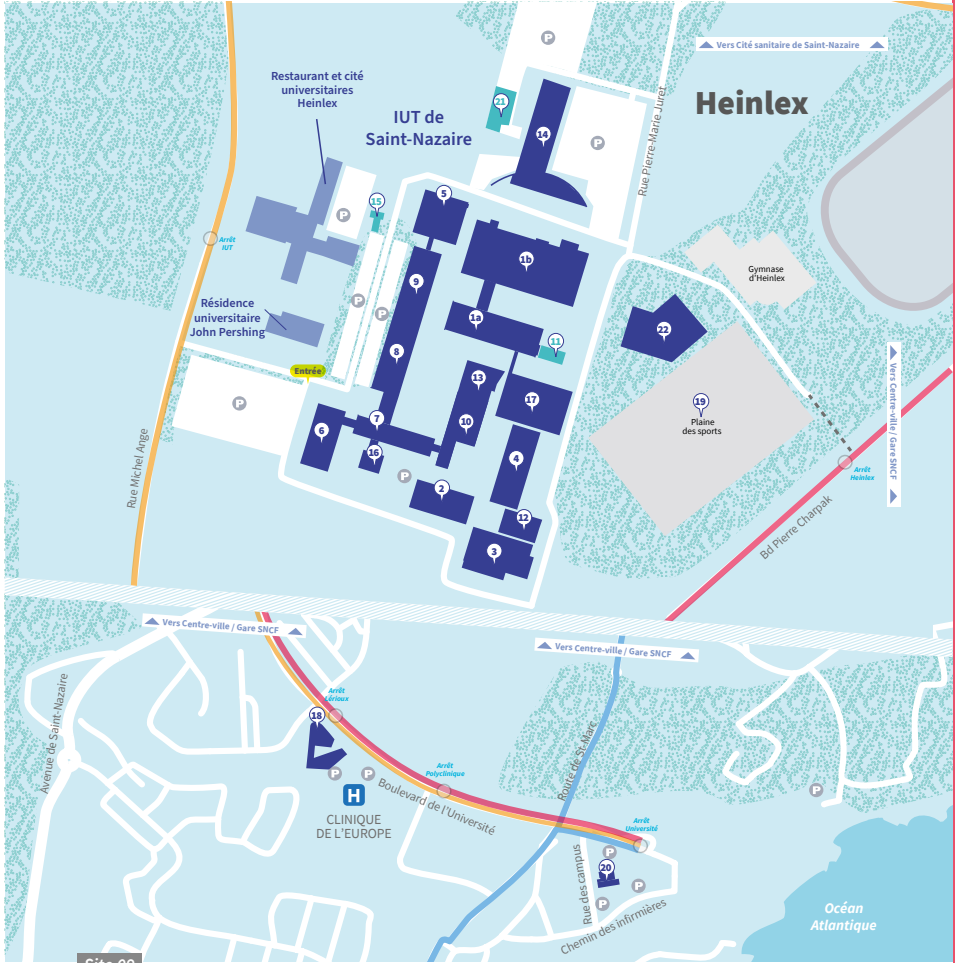 Vers Cité sanitaire de Saint-Nazaire
Heinlex
Restaurant et cité
universitaires
Heinlex
IUT de
Saint-Nazaire
P
21
14
P
Rue Pierre-Marie Juret
15
5
P
Arrêt
IUT
1b
Gymnase
d'Heinlex
9
P
P
Résidence
universitaire
John Pershing
1a
22
11
8
Entrée
13
Vers Centre-ville / Gare SNCF
P
17
19
Plaine
des sports
7
6
10
16
4
Rue Michel Ange
P
2
Arrêt
Heinlex
12
Bd Pierre Charpak
3
Vers Centre-ville / Gare SNCF
Vers Centre-ville / Gare SNCF
Avenue de Saint-Nazaire
Arrêt
Lérioux
18
Route de St-Marc
Arrêt
Polyclinique
P
P
H
Boulevard de l'Université
CLINIQUE
DE L'EUROPE
P
Arrêt
Université
P
20
P
P
Rue des campus
Chemin des infirmières
Océan
Atlantique